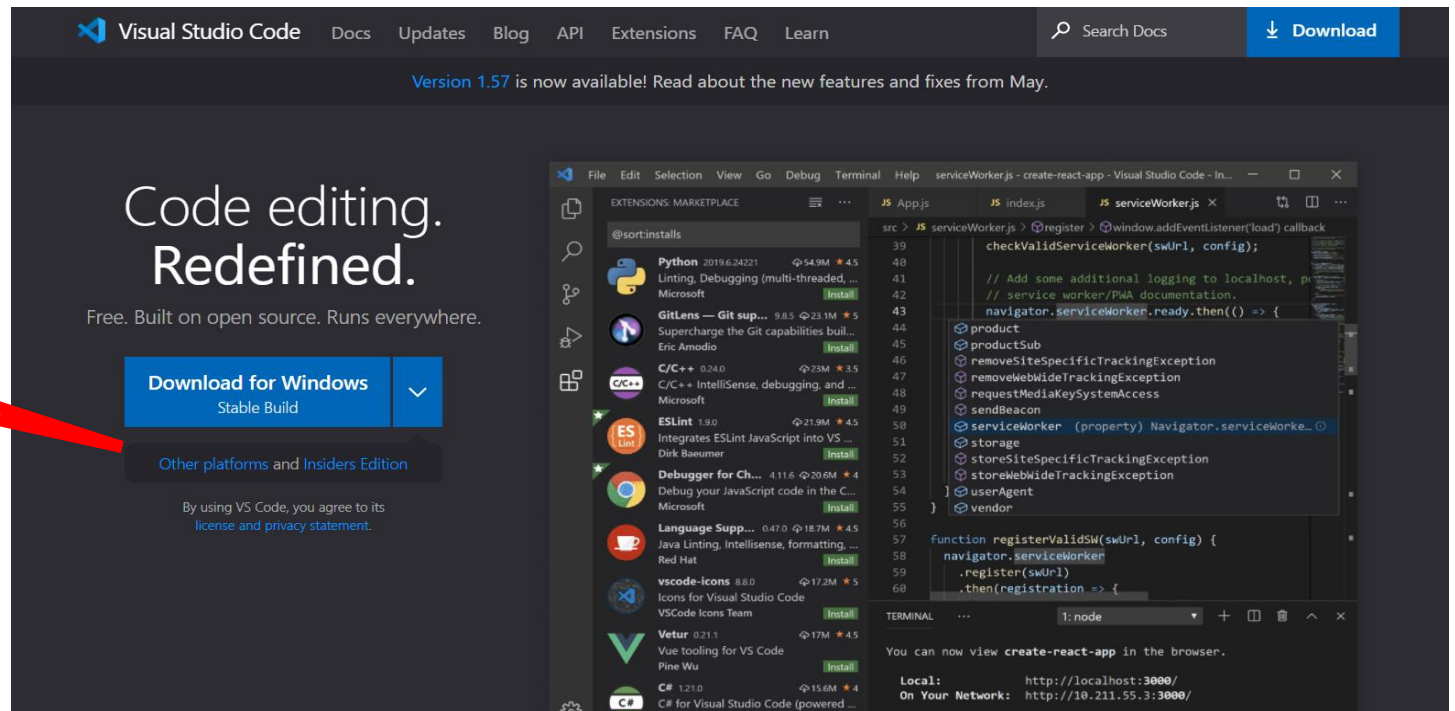 Visual Studio Code Docs Updates Blog API Extensions FAQ Learn Search Docs Download
Version 1.57 is now available! Read about the new features and fixes from May.
Code editing.
Redefined.
Free. Built on open source. Runs everywhere.
Download for Windows
Stable Build
Other platforms and Insiders Edition
By using VS Code, you agree to its
license and privacy statement.
File Edit Selection View Go Debug Terminal Help serviceWorker.js - create-react-app - Visual Studio Code - In...
EXTENSIONS: MARKETPLACE
@sort:installs
Python 2019.6.24221 54.9M ★ 4.5
Linting, Debugging (multi-threaded, ...
Microsoft Install
GitLens — Git sup... 9.8.5 23.1M ★ 5
Supercharge the Git capabilities buil...
Eric Amodio Install
C/C++ 0.24.0 23M ★ 3.5
C/C++ C/C++ IntelliSense, debugging, and ...
Microsoft Install
ESLint 1.9.0 21.9M ★ 4.5
ES Lint Integrates ESLint JavaScript into VS ...
Dirk Baeumer Install
Debugger for Ch... 4.11.6 20.6M ★ 4
Debug your JavaScript code in the C...
Microsoft Install
Language Supp... 0.47.0 18.7M ★ 4.5
Java Linting, Intellisense, formatting, ...
Red Hat Install
vscode-icons 8.8.0 17.2M ★ 5
Icons for Visual Studio Code
VSCode Icons Team Install
Vetur 0.21.1 17M ★ 4.5
Vue tooling for VS Code
Pine Wu Install
C# 1.21.0 15.6M ★ 4
C# C# for Visual Studio Code (powered ...
JS App.js JS index.js JS serviceWorker.js
src > JS serviceWorker.js > register > window.addEventListener('load') callback
39 checkValidServiceWorker(swUrl, config);
40
41 // Add some additional logging to localhost, p
42 // service worker/PWA documentation.
43 navigator.serviceWorker.ready.then(() => {
44 product
45 productSub
46 removeSiteSpecificTrackingException
47 removeWebWideTrackingException
48 requestMediaKeySystemAccess
49 sendBeacon
50 serviceWorker (property) Navigator.serviceWorke...
51 storage
52 storeSiteSpecificTrackingException
53 storeWebWideTrackingException
54 ] userAgent
55 } vendor
56
57 function registerValidSW(swUrl, config) {
58 navigator.serviceWorker
59 .register(swUrl)
60 .then(registration => {
TERMINAL ... 1: node
You can now view create-react-app in the browser.
Local: http://localhost:3000/
On Your Network: http://10.211.55.3:3000/